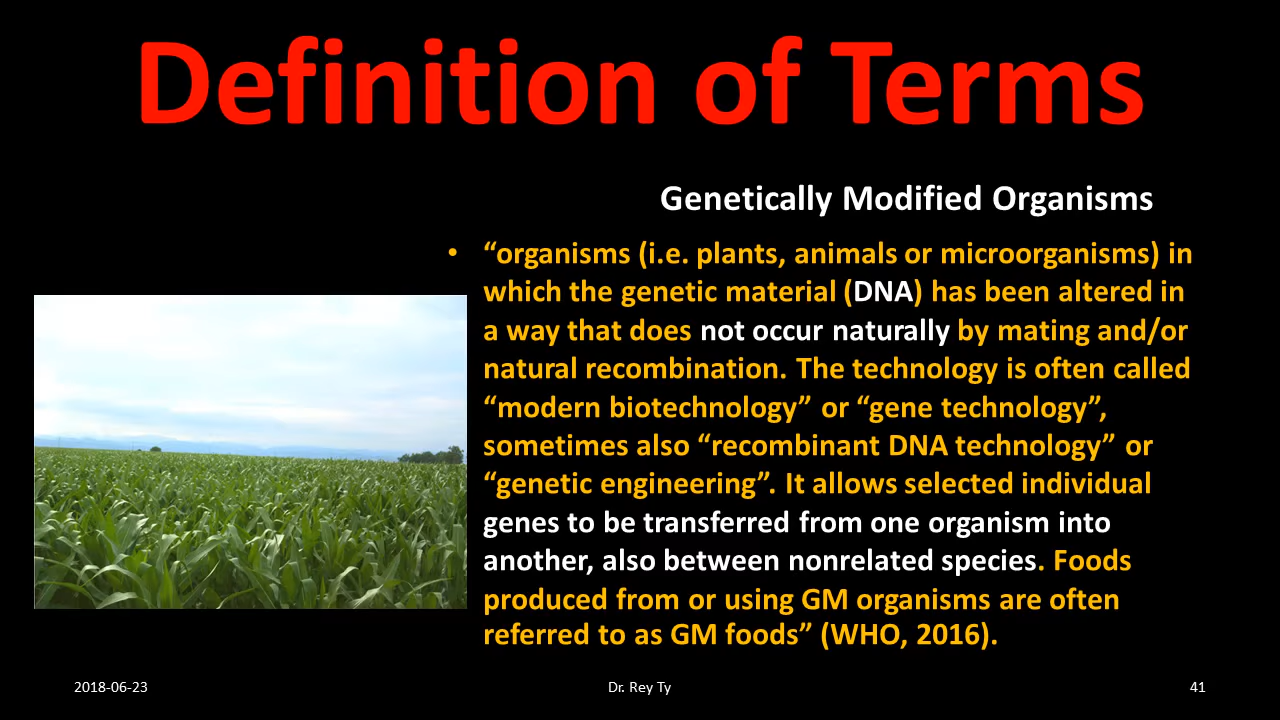 Definition of Terms
Genetically Modified Organisms
• “organisms (i.e. plants, animals or microorganisms) in
which the genetic material (DNA) has been altered in
a way that does not occur naturally by mating and/or
natural recombination. The technology is often called
“modern biotechnology” or “gene technology”,
sometimes also “recombinant DNA technology” or
“genetic engineering”. It allows selected individual
genes to be transferred from one organism into
another, also between nonrelated species. Foods
produced from or using GM organisms are often
referred to as GM foods” (WHO, 2016).
2018-06-23
Dr. Rey Ty
41